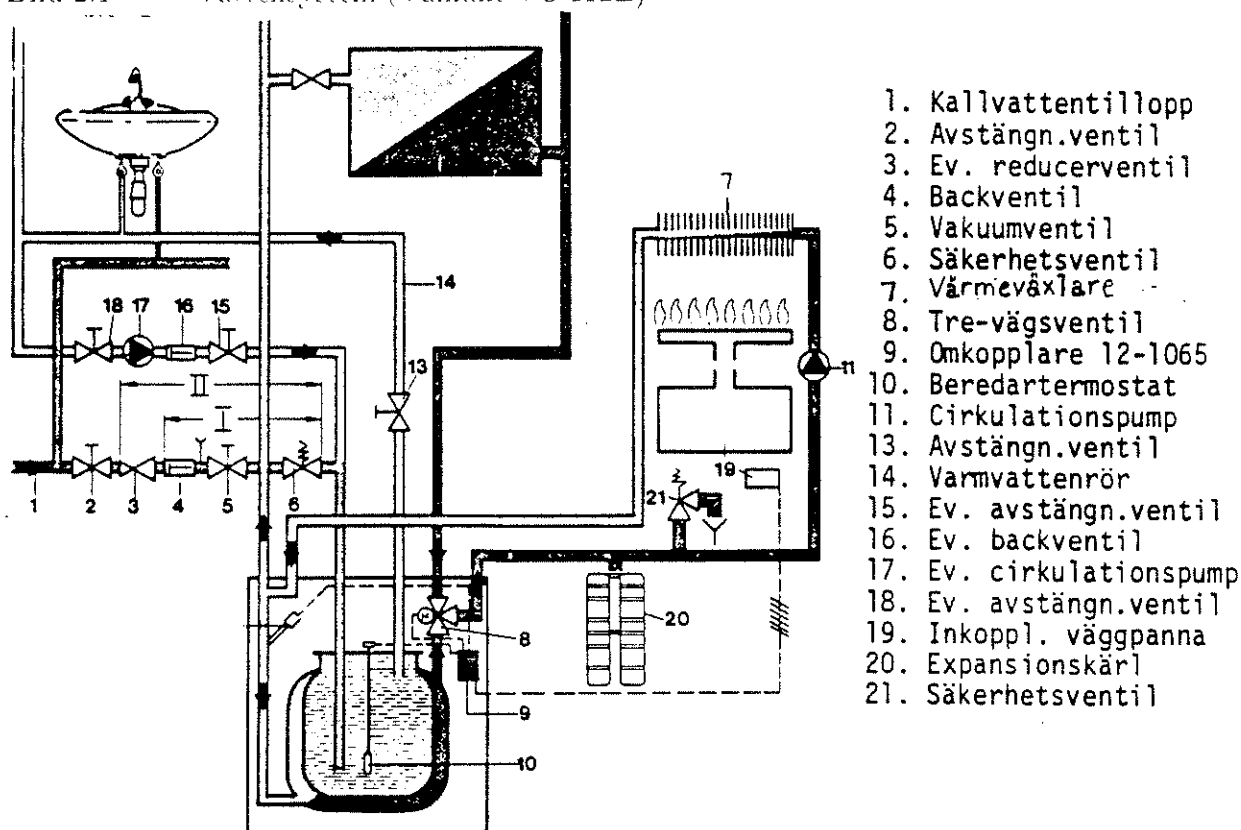 7
1. Kallvattentillopp
2. Avstängn.ventil
3. Ev. reducerventil
4. Backventil
5. Vakuumventil
6. Säkerhetsventil
7. Värmeväxlare
8. Tre-vägsventil
9. Omkopplare 12-1065
10. Beredartermostat
11. Cirkulationspump
13. Avstängn.ventil
14. Varmvattenrör
15. Ev. avstängn.ventil
16. Ev. backventil
17. Ev. cirkulationspump
18. Ev. avstängn.ventil
19. Inkoppl. väggpanna
20. Expansionskärl
21. Säkerhetsventil
14
18 17 16 15
11
13
II
I
19
21
1 2 3 4 5 6
20
8
9
10